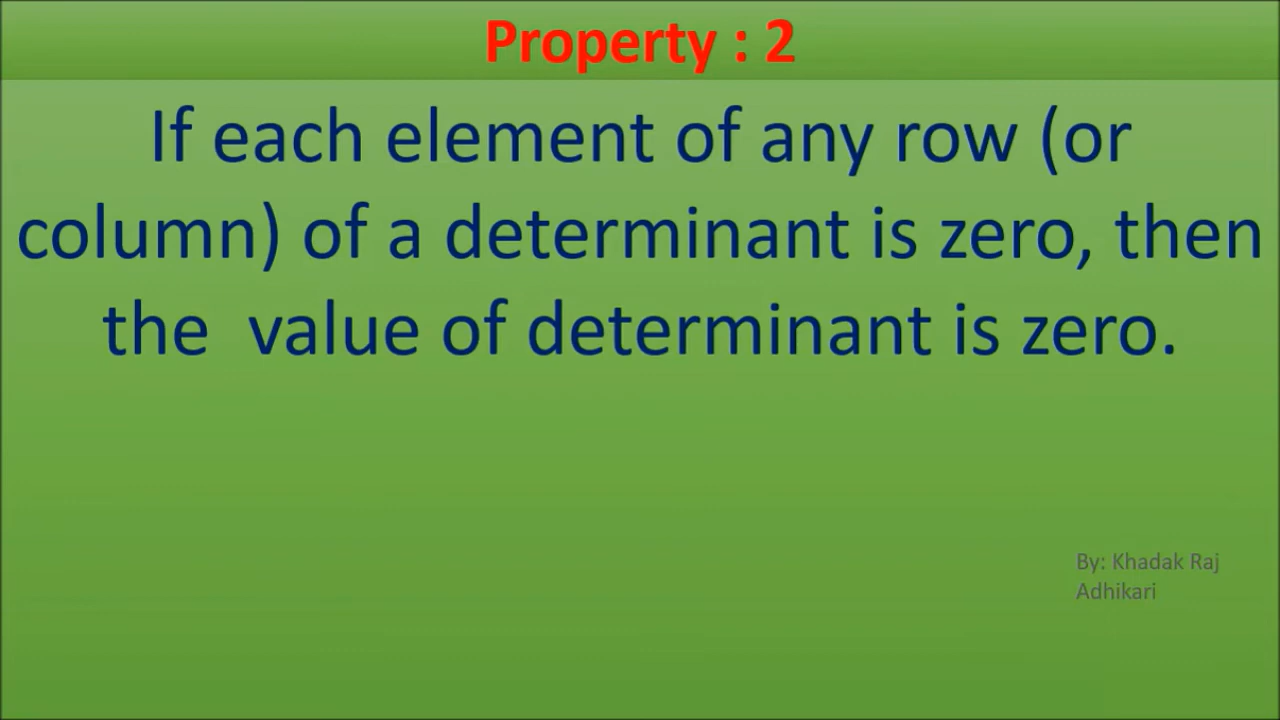 Property : 2
If each element of any row (or
column) of a determinant is zero, then
the  value of determinant is zero.
By: Khadak Raj
Adhikari